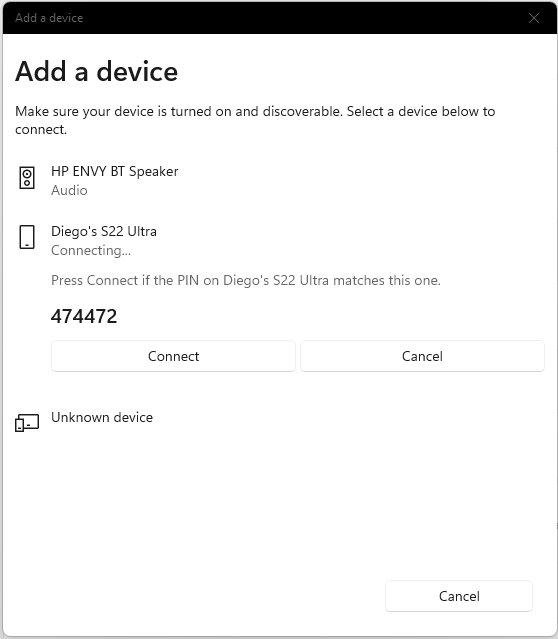 Add a device
Add a device
Make sure your device is turned on and discoverable. Select a device below to
connect.
HP ENVY BT Speaker
Audio
Diego's S22 Ultra
Connecting...
Press Connect if the PIN on Diego's S22 Ultra matches this one.
474472
Connect
Cancel
Unknown device
Cancel